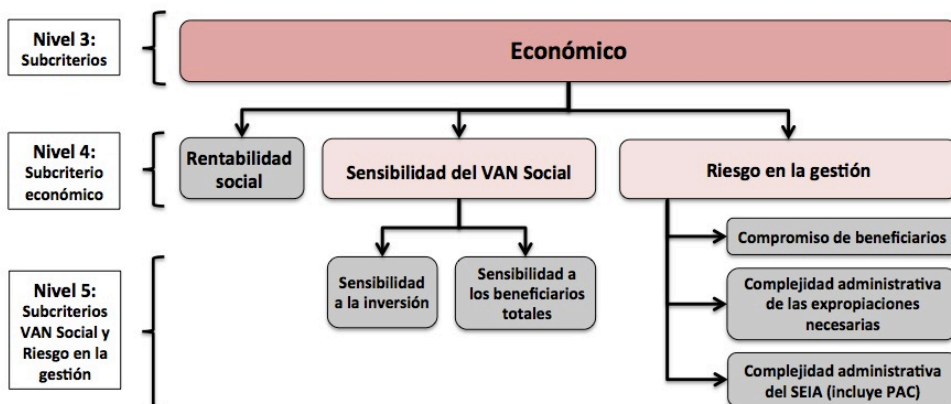 Nivel 3:
Subcriterios
Económico
Nivel 4:
Subcriterio
económico
Rentabilidad
social
Sensibilidad del VAN Social
Riesgo en la gestión
Nivel 5:
Subcriterios
VAN Social y
Riesgo en la
gestión
Sensibilidad
a la inversión
Sensibilidad a
los beneficiarios
totales
Compromiso de beneficiarios
Complejidad administrativa
de las expropiaciones
necesarias
Complejidad administrativa
del SEIA (incluye PAC)